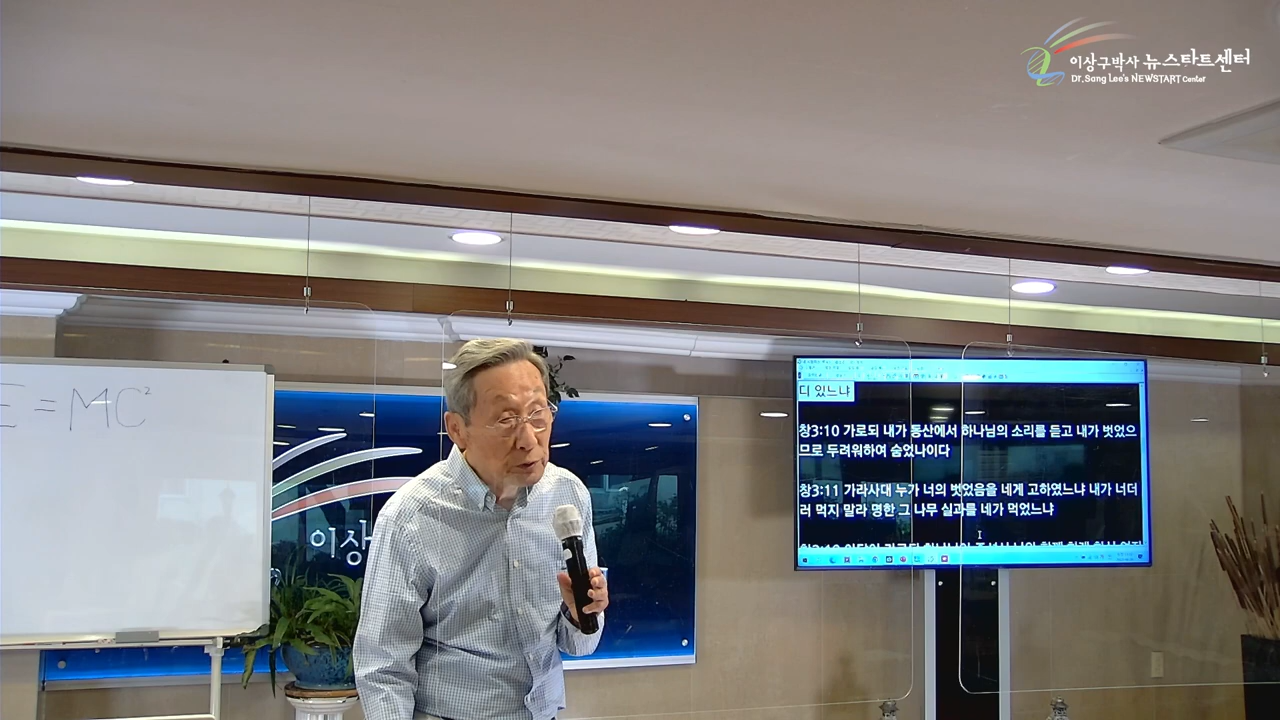 이상구박사 뉴스타트센터
Dr. Sang Lee's NEWSTART Center
E = MC²
이상
디 있느냐
창3:10 가로되 내가 동산에서 하나님의 소리를 듣고 내가 벗었으
므로 두려워하여 숨었나이다
창3:11 가라사대 누가 너의 벗었음을 네게 고하였느냐 내가 너더
러 먹지 말라 명한 그 나무 실과를 네가 먹었느냐